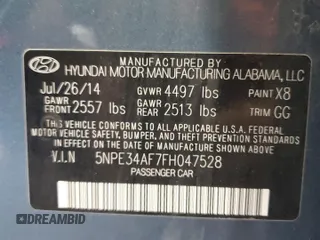 MANUFACTURED BY
HYUNDAI MOTOR MANUFACTURING ALABAMA, LLC
Jul/26/14 GVWR 4497 lbs PAINT X8
GAWR FRONT 2557 lbs GAWR REAR 2513 lbs TRIM GG
THIS VEHICLE CONFORMS TO ALL APPLICABLE FEDERAL
MOTOR VEHICLE SAFETY, BUMPER, AND THEFT PREVENTION STANDARDS
IN EFFECT ON THE DATE OF MANUFACTURE SHOWN ABOVE.
V.I.N 5NPE34AF7FH047528
PASSENGER CAR
© DREAMBID